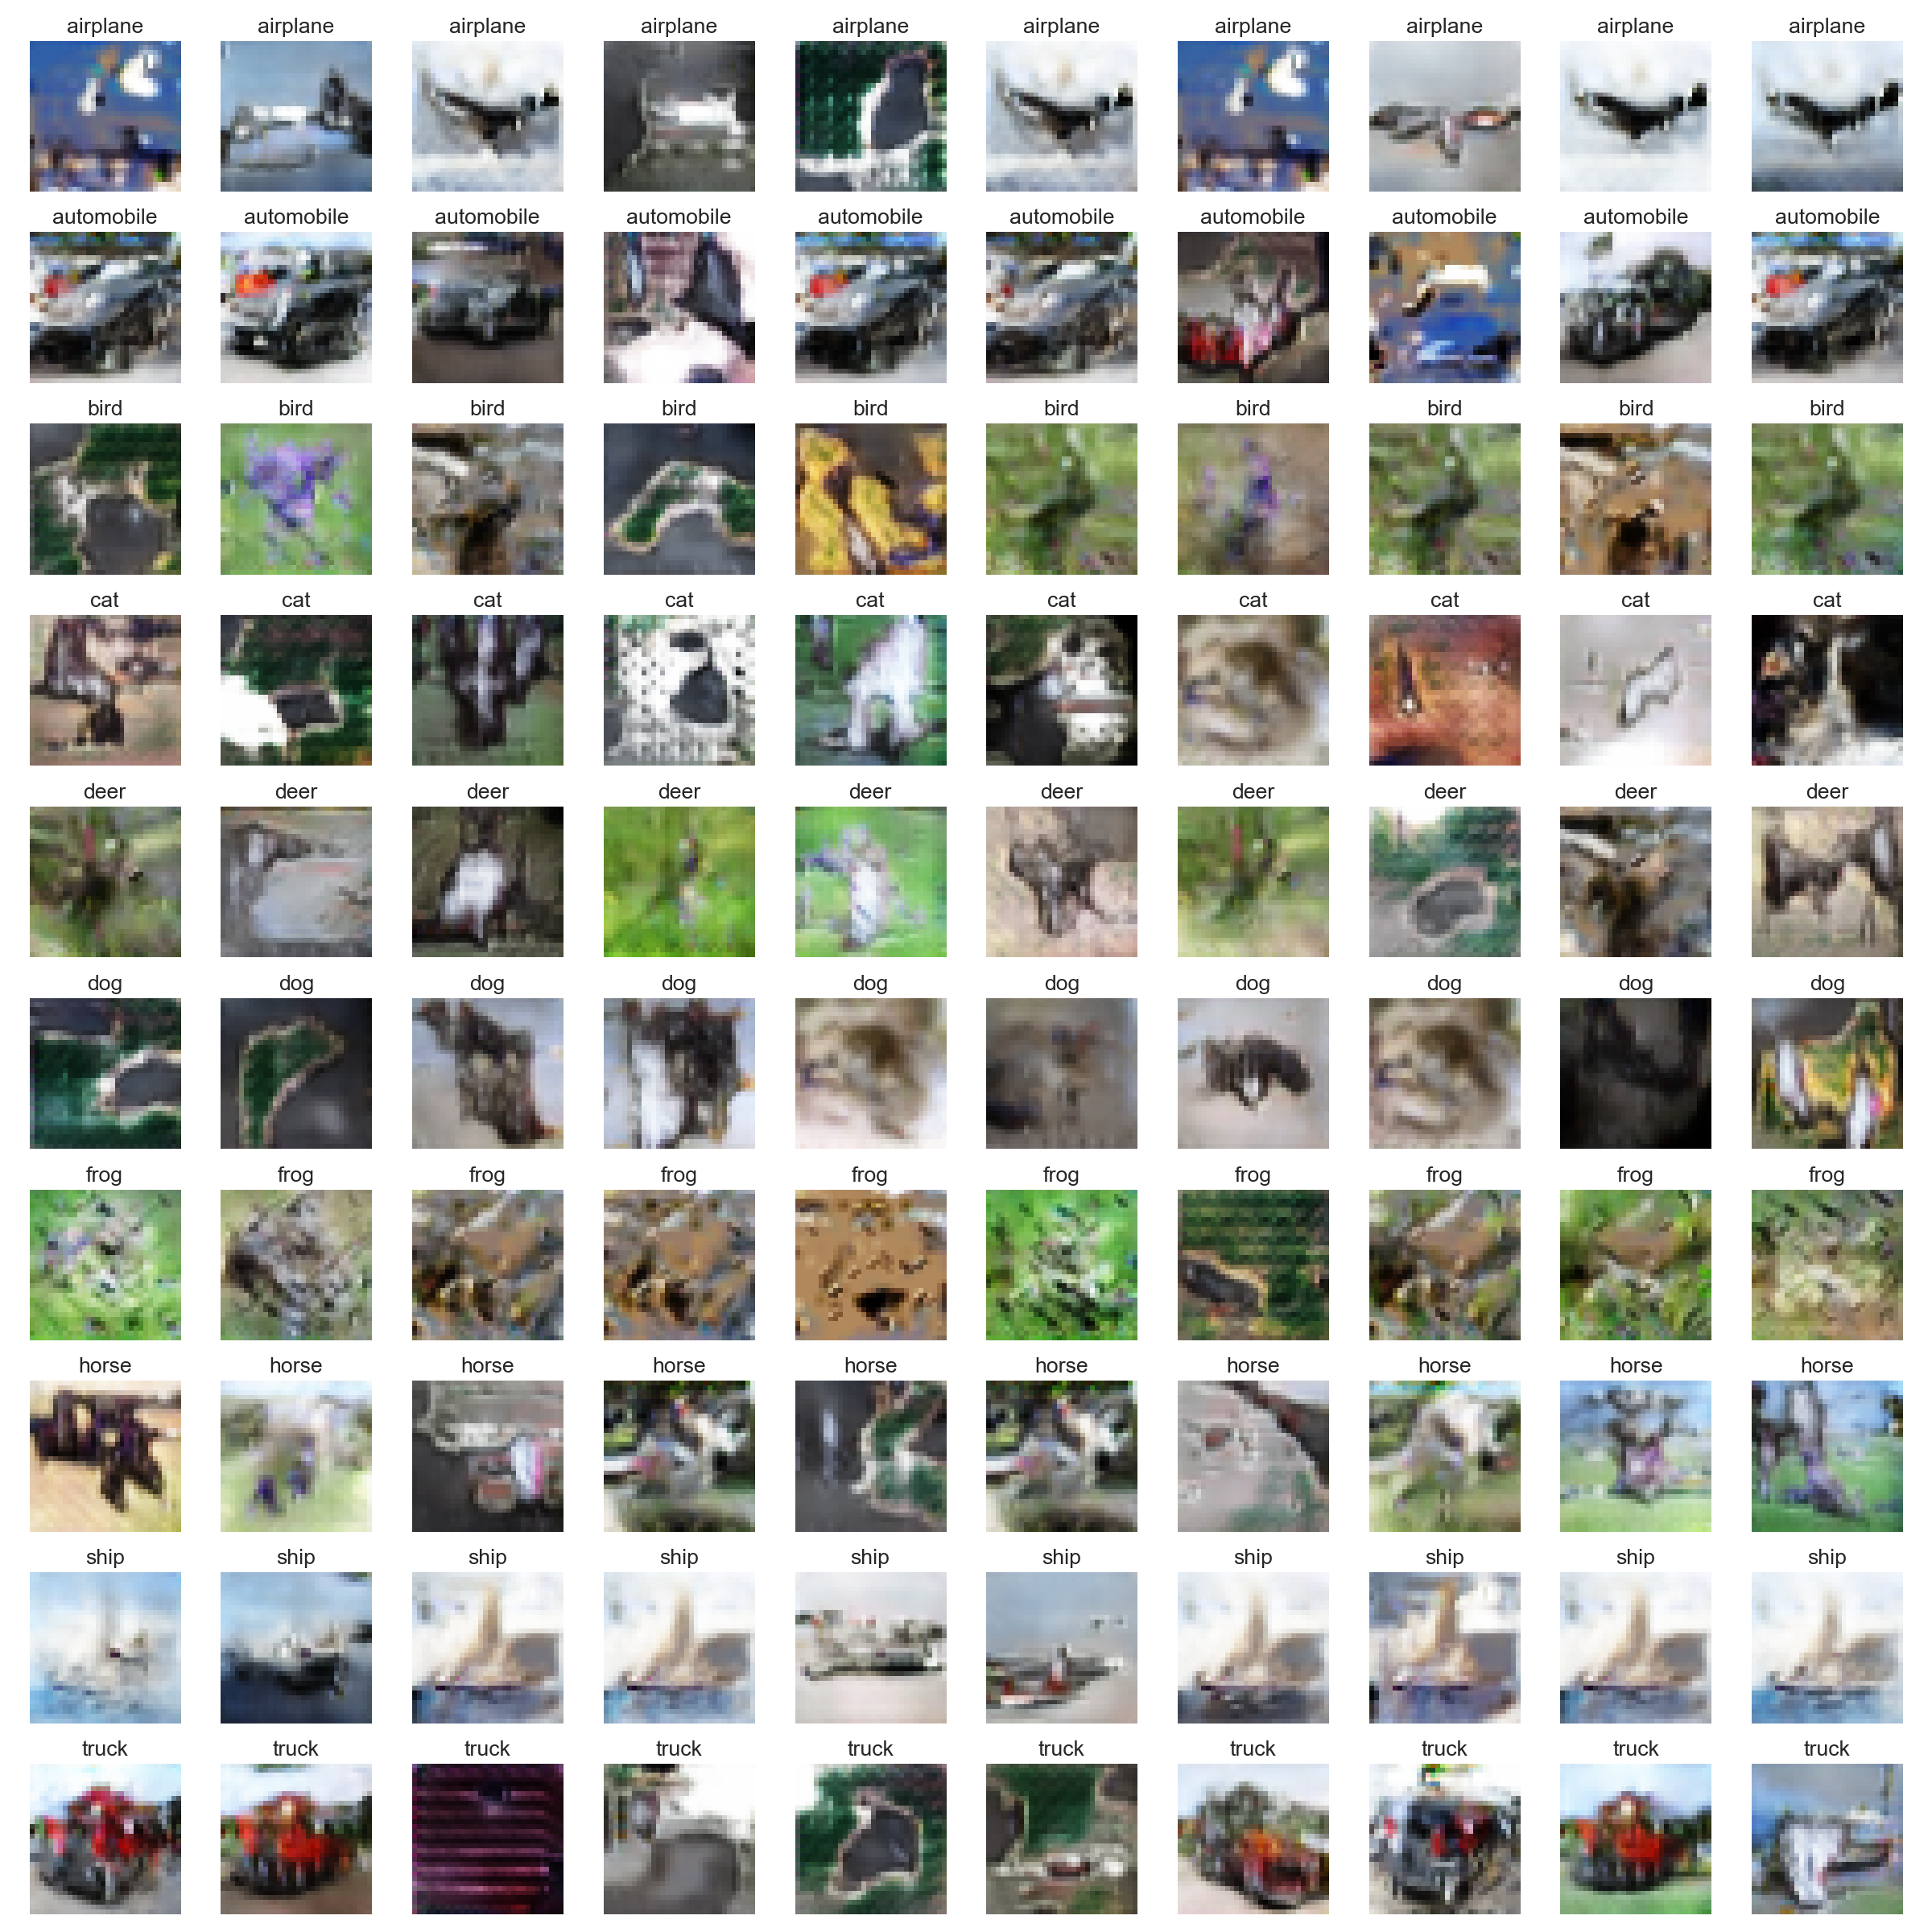 airplane airplane airplane airplane airplane airplane airplane airplane airplane airplane
automobile automobile automobile automobile automobile automobile automobile automobile automobile automobile
bird bird bird bird bird bird bird bird bird bird
cat cat cat cat cat cat cat cat cat cat
deer deer deer deer deer deer deer deer deer deer
dog dog dog dog dog dog dog dog dog dog
frog frog frog frog frog frog frog frog frog frog
horse horse horse horse horse horse horse horse horse horse
ship ship ship ship ship ship ship ship ship ship
truck truck truck truck truck truck truck truck truck truck